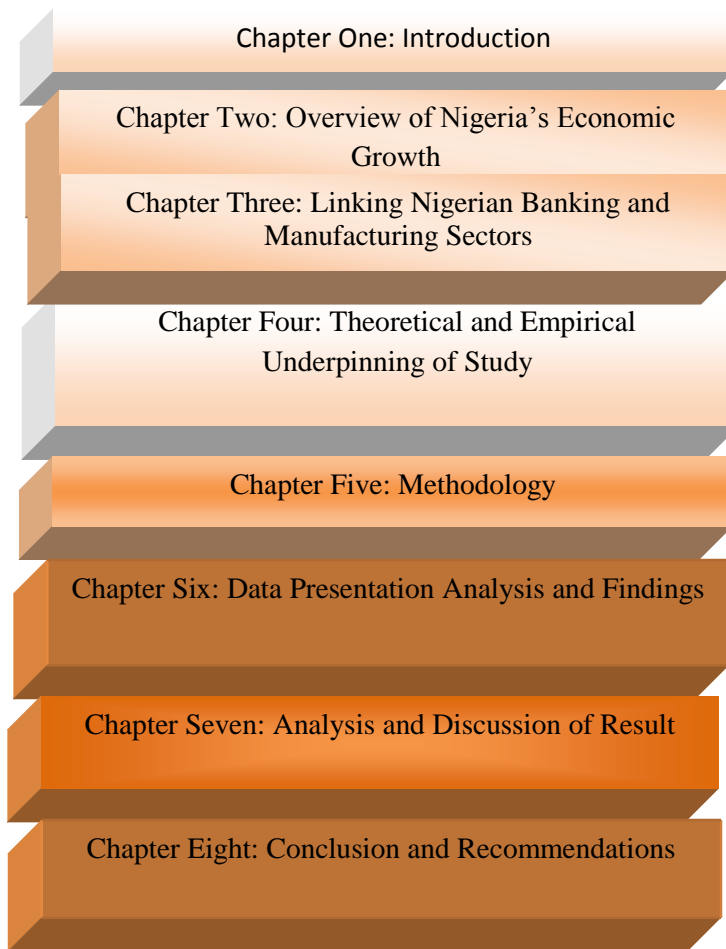 Chapter One: Introduction
Chapter Two: Overview of Nigeria’s Economic
Growth
Chapter Three: Linking Nigerian Banking and
Manufacturing Sectors
Chapter Four: Theoretical and Empirical
Underpinning of Study
Chapter Five: Methodology
Chapter Six: Data Presentation Analysis and Findings
Chapter Seven: Analysis and Discussion of Result
Chapter Eight: Conclusion and Recommendations